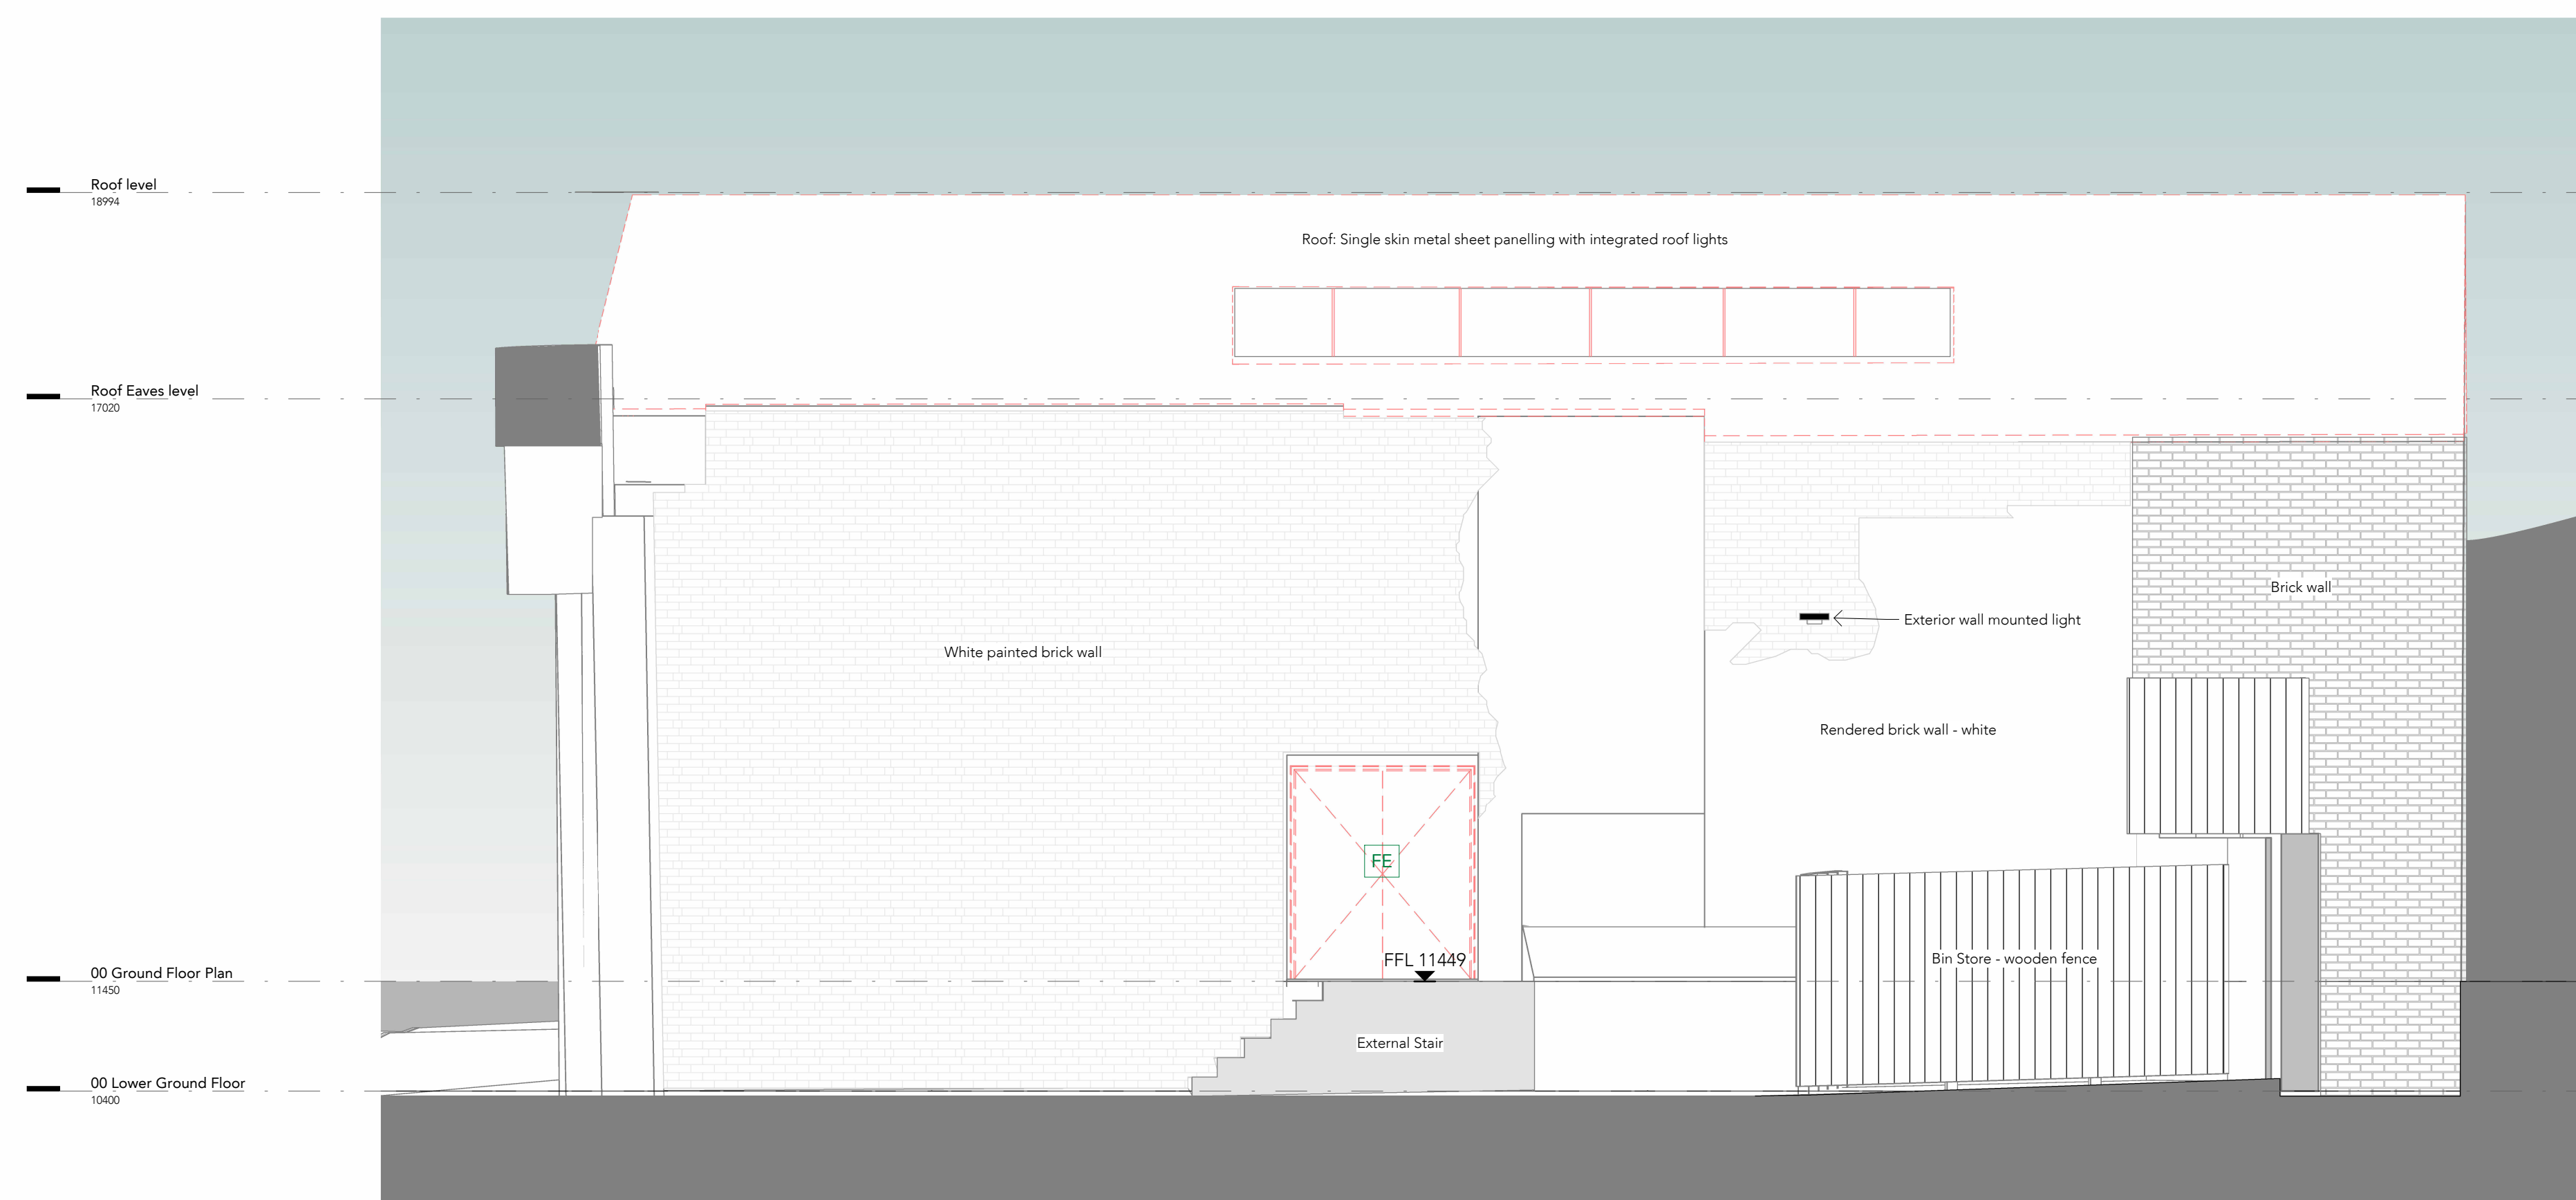 Roof level
18994
Roof: Single skin metal sheet panelling with integrated roof lights
Roof Eaves level
17020
Brick wall
Exterior wall mounted light
White painted brick wall
Rendered brick wall - white
FE
FFL 11449
Bin Store - wooden fence
00 Ground Floor Plan
11450
External Stair
00 Lower Ground Floor
10400